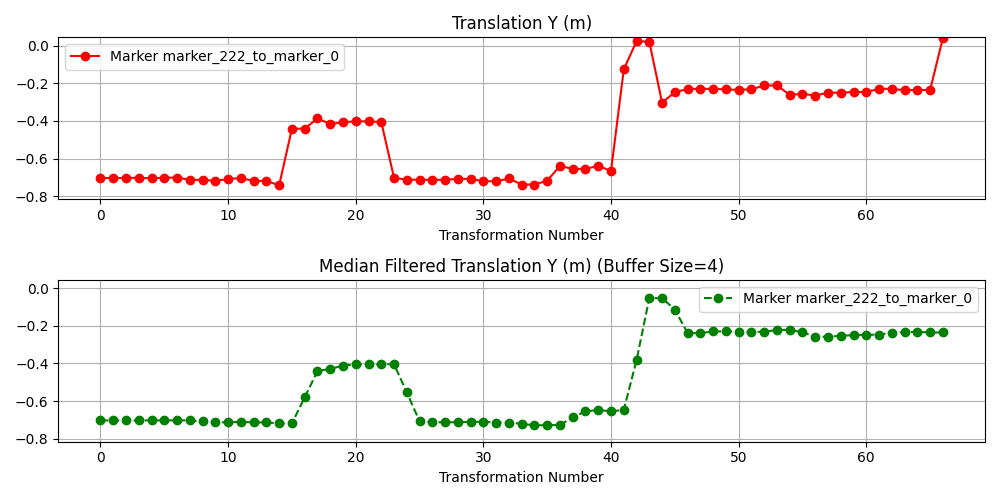 Translation Y (m)
Marker marker_222_to_marker_0
0.0
−0.2
−0.4
−0.6
−0.8
0 10 20 30 40 50 60
Transformation Number
Median Filtered Translation Y (m) (Buffer Size=4)
Marker marker_222_to_marker_0
0.0
−0.2
−0.4
−0.6
−0.8
0 10 20 30 40 50 60
Transformation Number